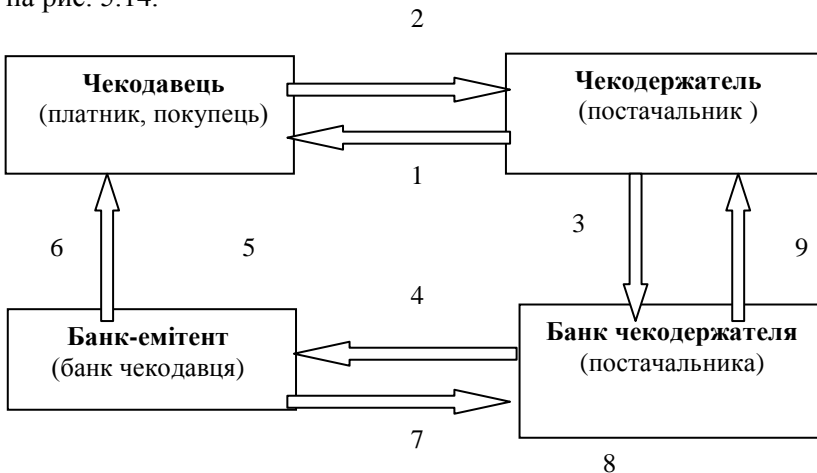 на рис. 5.14.
2
Чекодавець
(платник, покупець)
Чекодержатель
(постачальник )
1
6
5
3
9
4
Банк-емітент
(банк чекодавця)
Банк чекодержателя
(постачальника)
7
8